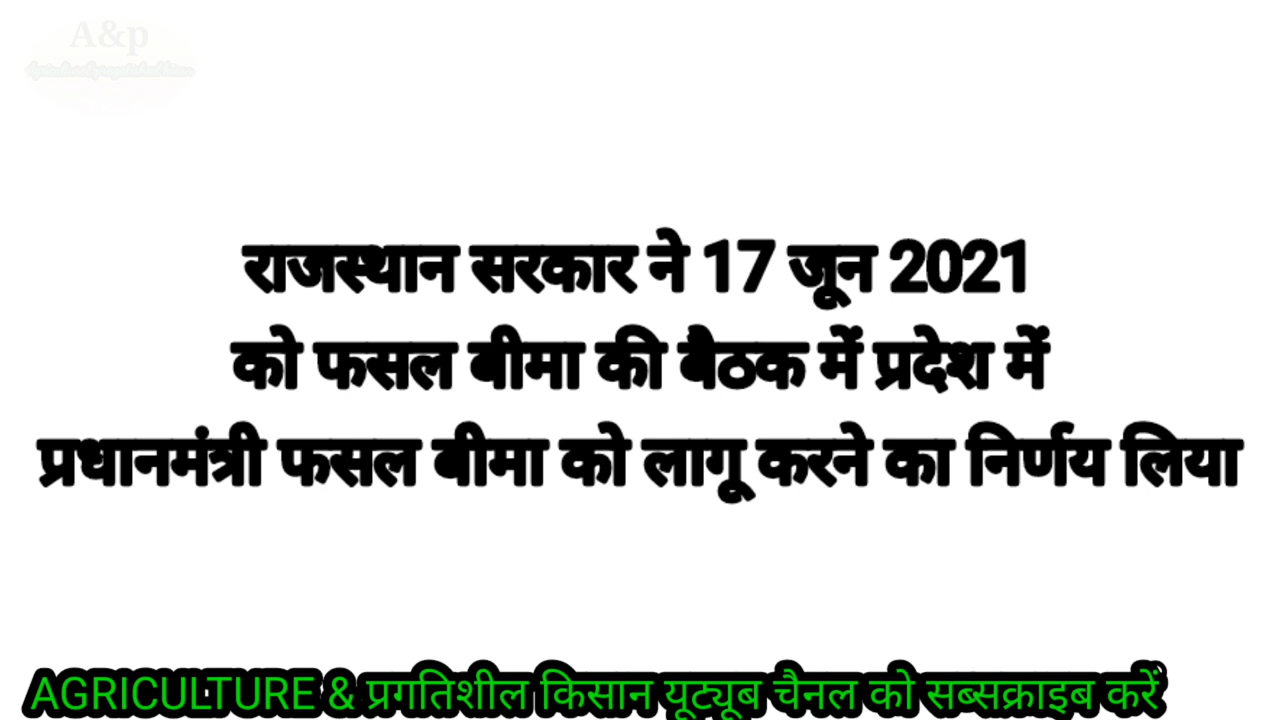 A&p
राजस्थान सरकार ने 17 जून 2021
को फसल बीमा की बैठक में प्रदेश में
प्रधानमंत्री फसल बीमा को लागू करने का निर्णय लिया
AGRICULTURE & प्रगतिशील किसान यूट्यूब चैनल को सब्सक्राइब करें